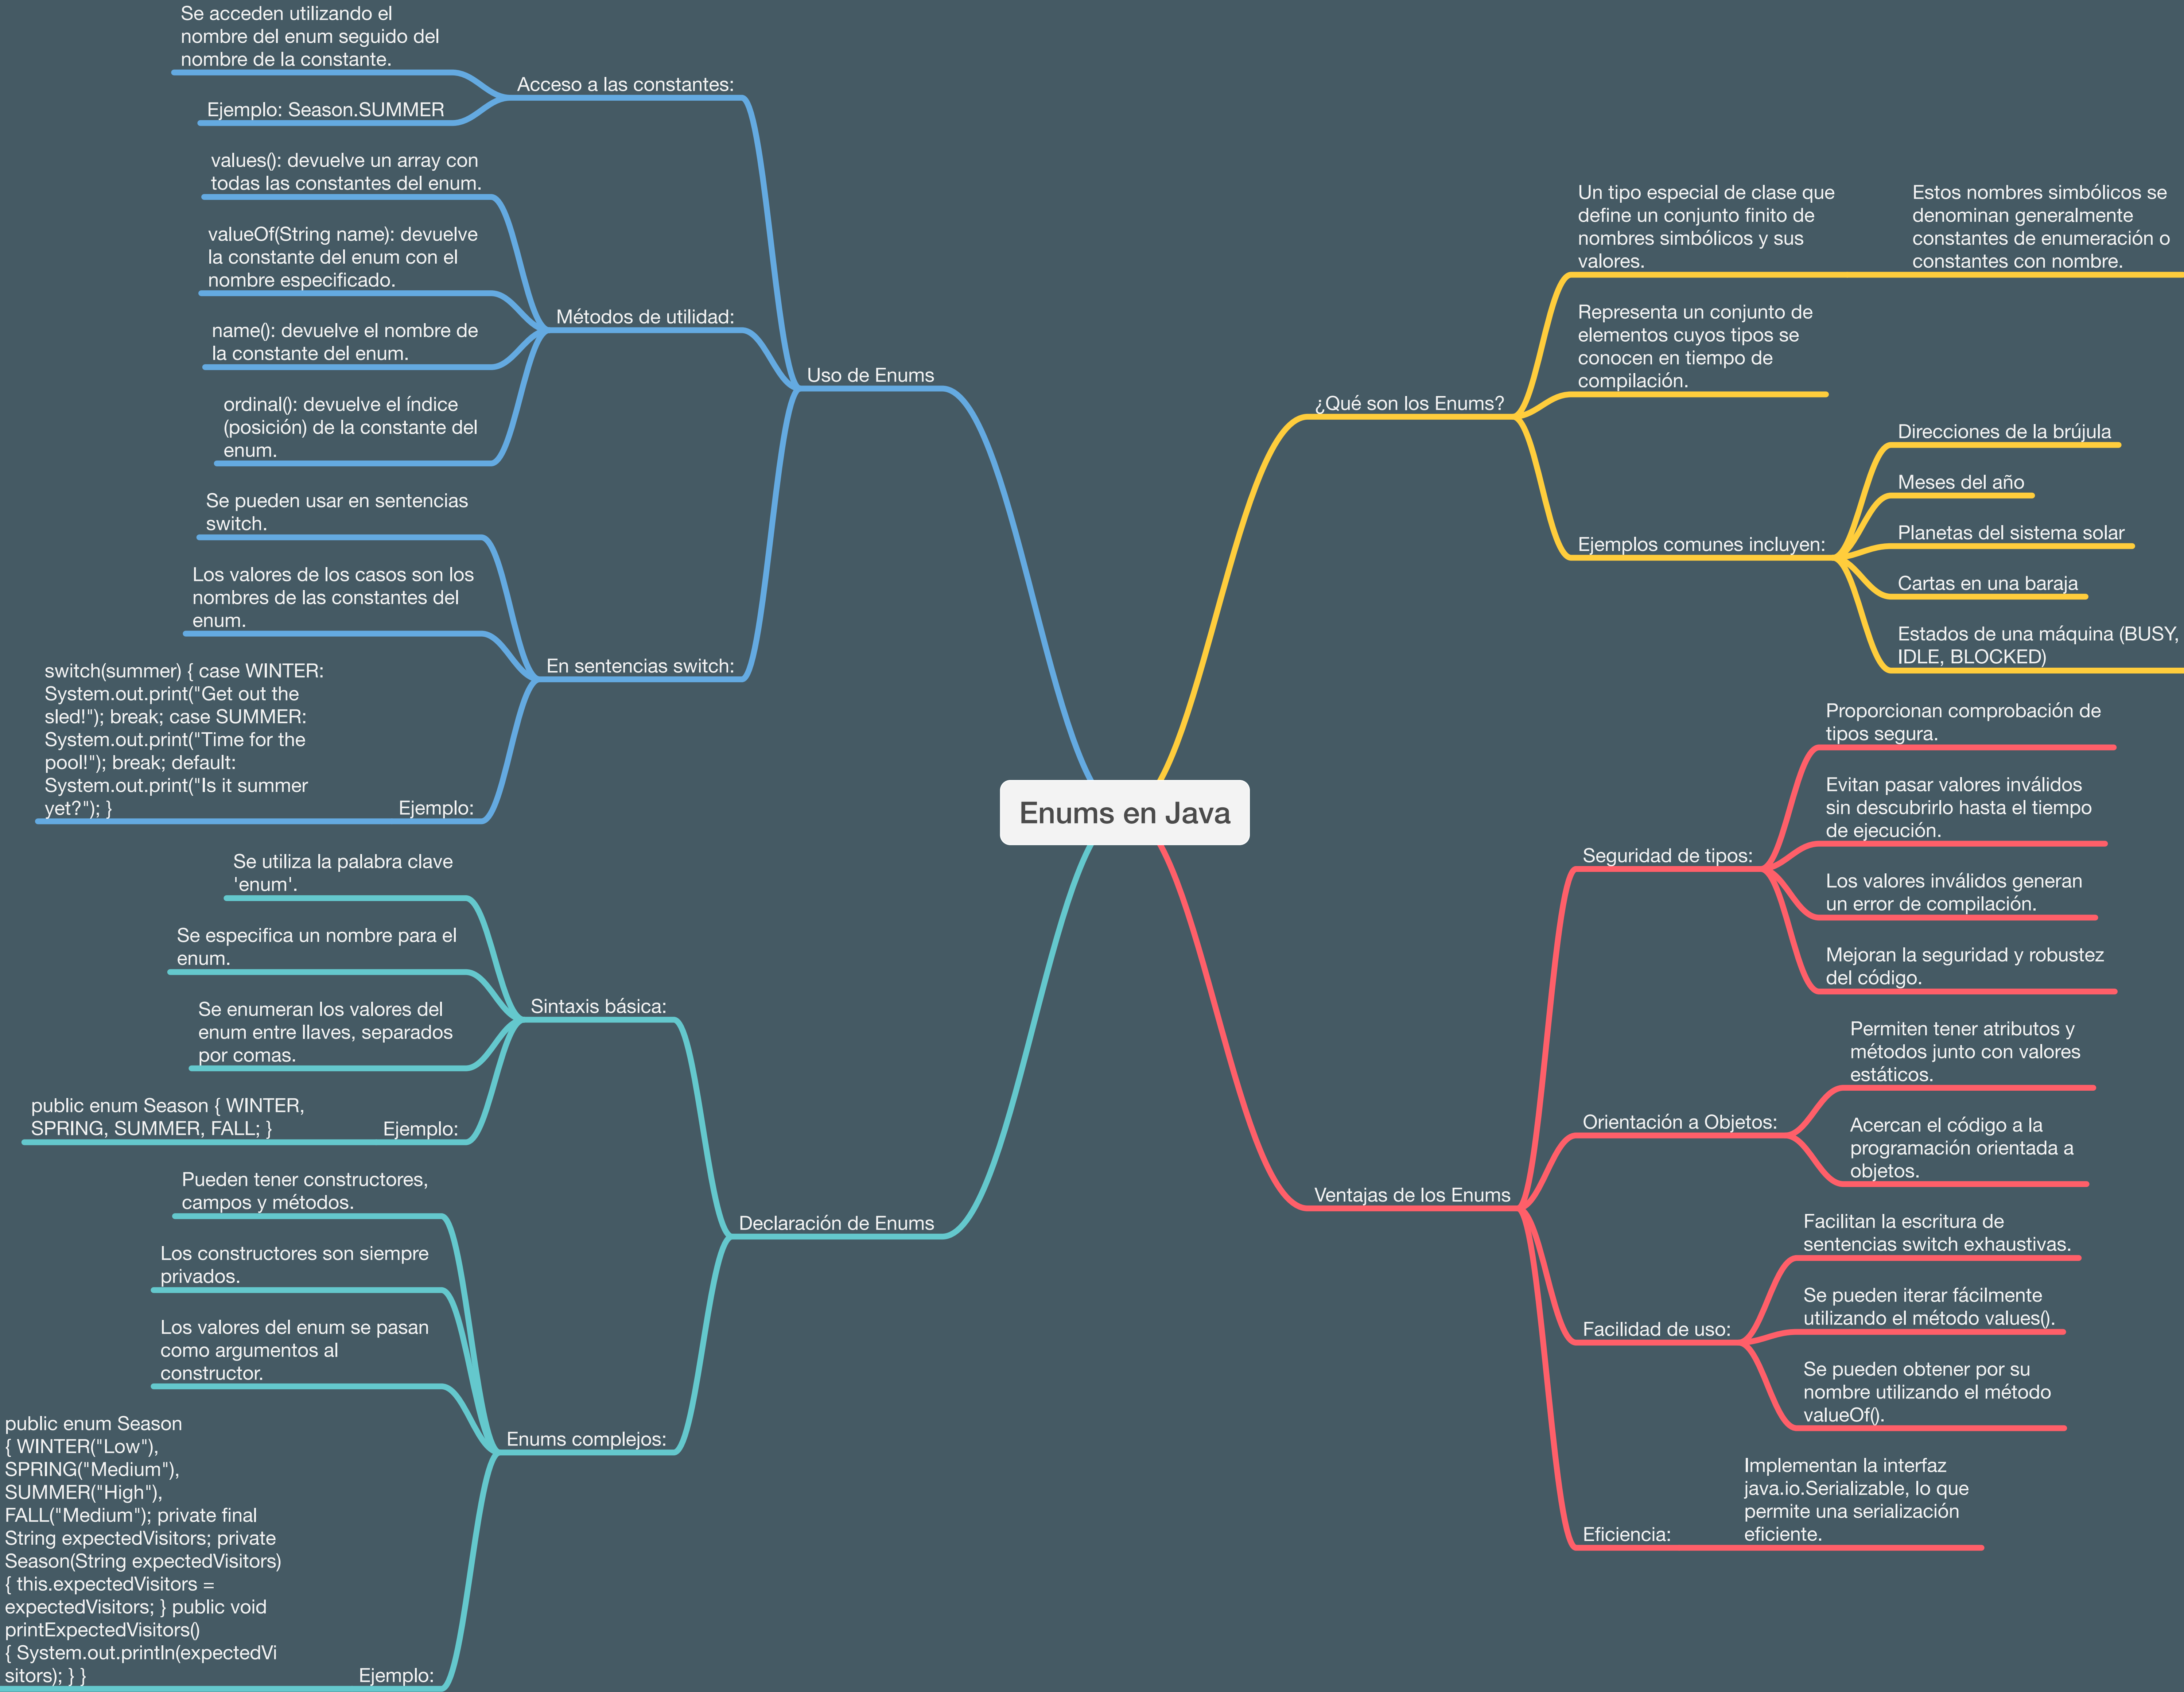 Enums en Java
¿Qué son los Enums?
Un tipo especial de clase que
define un conjunto finito de
nombres simbólicos y sus
valores.
Estos nombres simbólicos se
denominan generalmente
constantes de enumeración o
constantes con nombre.
Representa un conjunto de
elementos cuyos tipos se
conocen en tiempo de
compilación.
Ejemplos comunes incluyen:
Direcciones de la brújula
Meses del año
Planetas del sistema solar
Cartas en una baraja
Estados de una máquina (BUSY,
IDLE, BLOCKED)
Ventajas de los Enums
Seguridad de tipos:
Proporcionan comprobación de
tipos segura.
Evitan pasar valores inválidos
sin descubrirlo hasta el tiempo
de ejecución.
Los valores inválidos generan
un error de compilación.
Mejoran la seguridad y robustez
del código.
Orientación a Objetos:
Permiten tener atributos y
métodos junto con valores
estáticos.
Acercan el código a la
programación orientada a
objetos.
Facilidad de uso:
Facilitan la escritura de
sentencias switch exhaustivas.
Se pueden iterar fácilmente
utilizando el método values().
Se pueden obtener por su
nombre utilizando el método
valueOf().
Eficiencia:
Implementan la interfaz
java.io.Serializable, lo que
permite una serialización
eficiente.
Uso de Enums
Acceso a las constantes:
Se acceden utilizando el
nombre del enum seguido del
nombre de la constante.
Ejemplo: Season.SUMMER
Métodos de utilidad:
values(): devuelve un array con
todas las constantes del enum.
valueOf(String name): devuelve
la constante del enum con el
nombre especificado.
name(): devuelve el nombre de
la constante del enum.
ordinal(): devuelve el índice
(posición) de la constante del
enum.
En sentencias switch:
Se pueden usar en sentencias
switch.
Los valores de los casos son los
nombres de las constantes del
enum.
Ejemplo:
switch(summer) { case WINTER:
System.out.print("Get out the
sled!"); break; case SUMMER:
System.out.print("Time for the
pool!"); break; default:
System.out.print("Is it summer
yet?"); }
Declaración de Enums
Sintaxis básica:
Se utiliza la palabra clave
'enum'.
Se especifica un nombre para el
enum.
Se enumeran los valores del
enum entre llaves, separados
por comas.
Ejemplo:
public enum Season { WINTER,
SPRING, SUMMER, FALL; }
Enums complejos:
Pueden tener constructores,
campos y métodos.
Los constructores son siempre
privados.
Los valores del enum se pasan
como argumentos al
constructor.
Ejemplo:
public enum Season
{ WINTER("Low"),
SPRING("Medium"),
SUMMER("High"),
FALL("Medium"); private final
String expectedVisitors; private
Season(String expectedVisitors)
{ this.expectedVisitors =
expectedVisitors; } public void
printExpectedVisitors()
{ System.out.println(expectedVi
sitors); } }